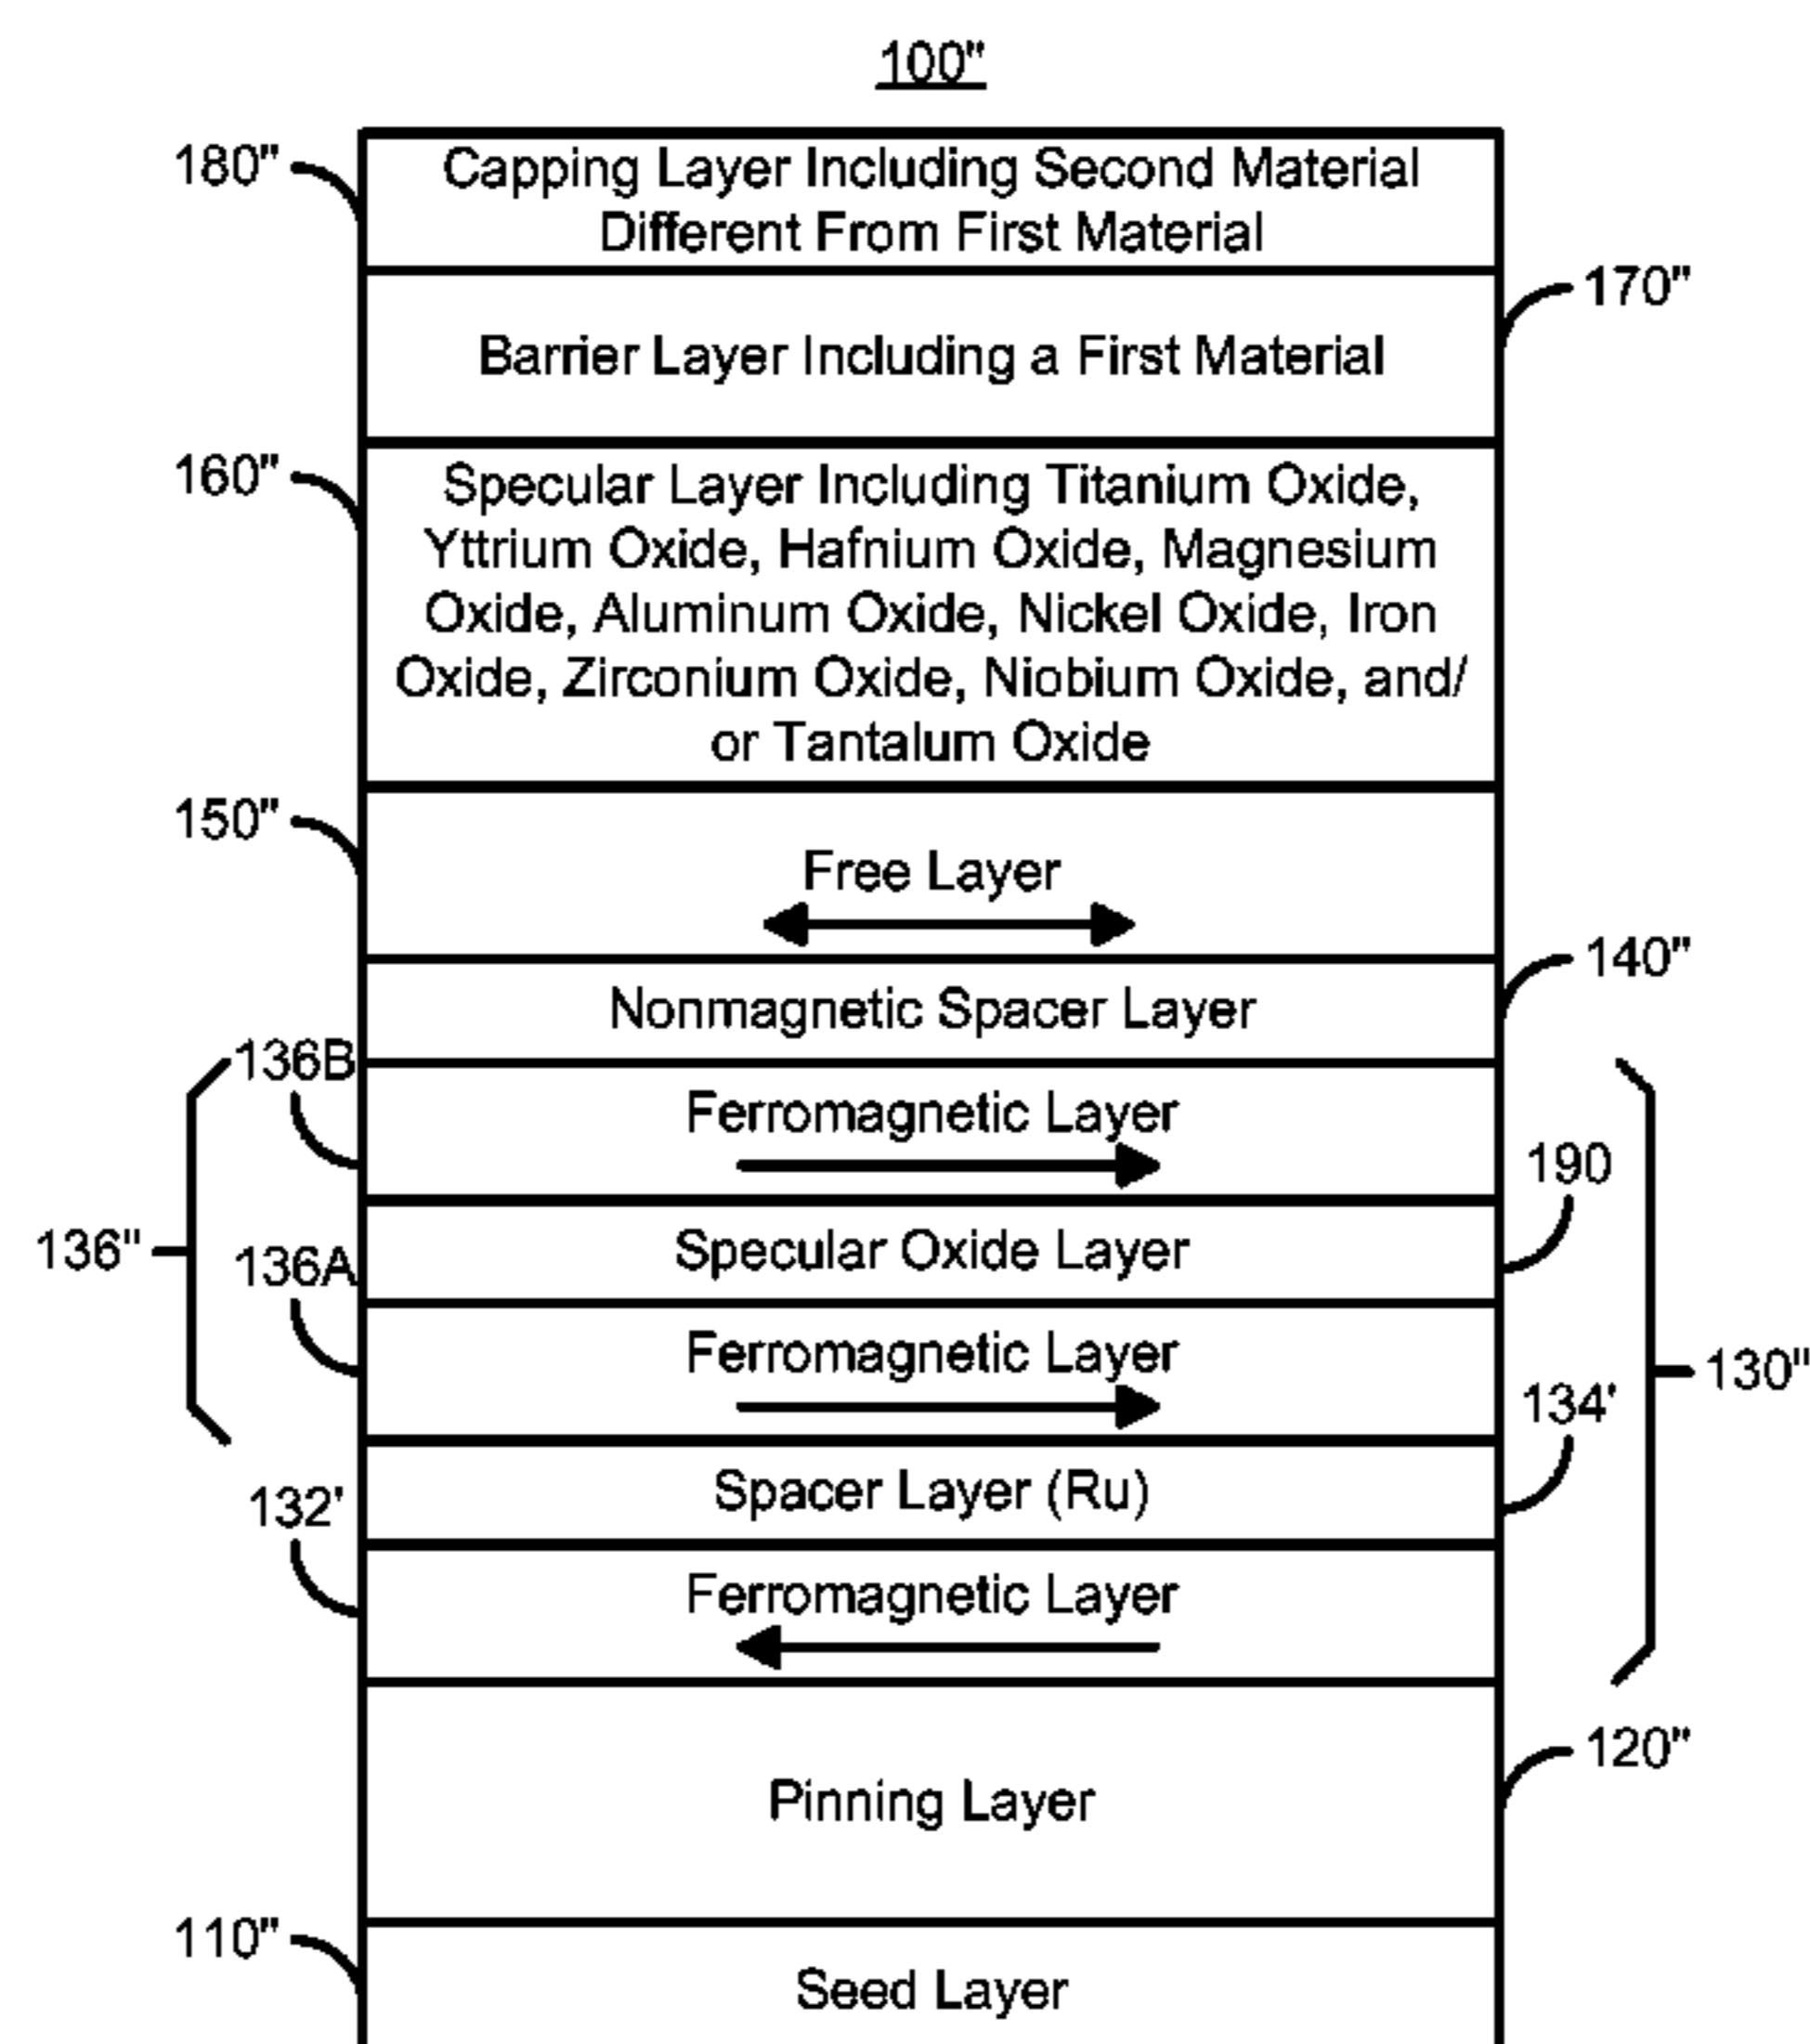 100"
180"
Capping Layer Including Second Material
Different From First Material
170"
Barrier Layer Including a First Material
160"
Specular Layer Including Titanium Oxide,
Yttrium Oxide, Hafnium Oxide, Magnesium
Oxide, Aluminum Oxide, Nickel Oxide, Iron
Oxide, Zirconium Oxide, Niobium Oxide, and/
or Tantalum Oxide
150"
Free Layer
140"
Nonmagnetic Spacer Layer
136B
Ferromagnetic Layer
190
136"
Specular Oxide Layer
136A
Ferromagnetic Layer
130"
134'
Spacer Layer (Ru)
132'
Ferromagnetic Layer
120"
Pinning Layer
110"
Seed Layer